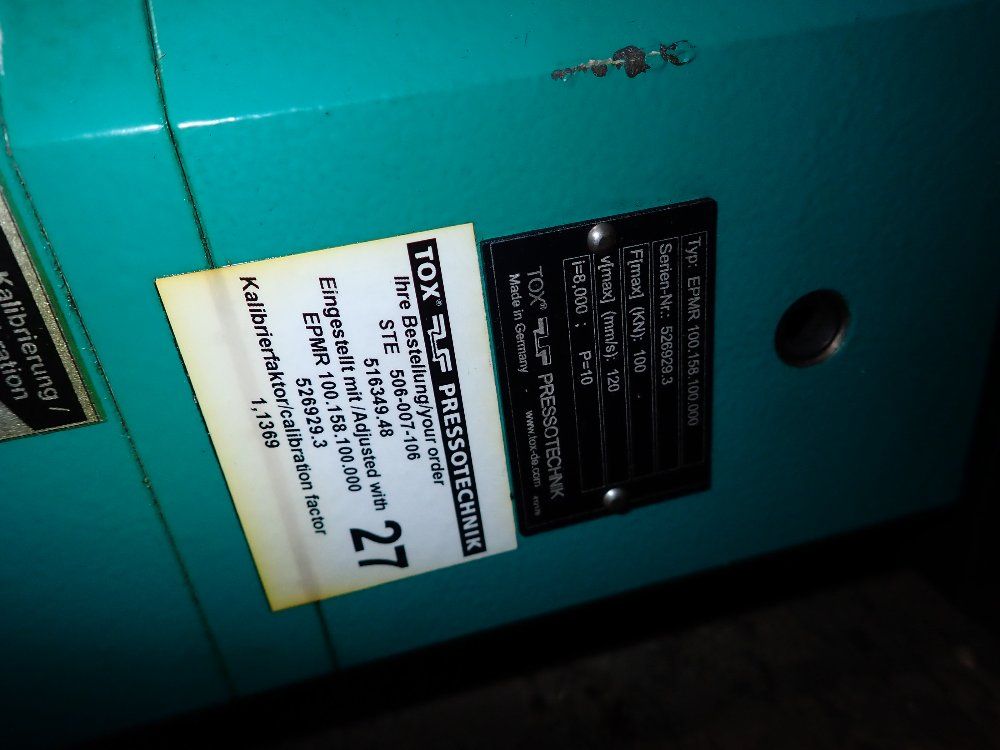 Typ: EPMR 100.158.100.000
Serien-Nr.: 526929.3
F[max] (KN): 100
v[max] (mm/s): 120
i=8,000 ; P=10
TOX® PRESSOTECHNIK
Made in Germany www.tox-de.com
TOX® PRESSOTECHNIK
Ihre Bestellung/your order
STE 506-007-106
516349.48
27
Eingestellt mit /Adjusted with
EPMR 100.158.100.000
526929.3
Kalibrierfaktor/calibration factor
1,1369
Kalibrierung /